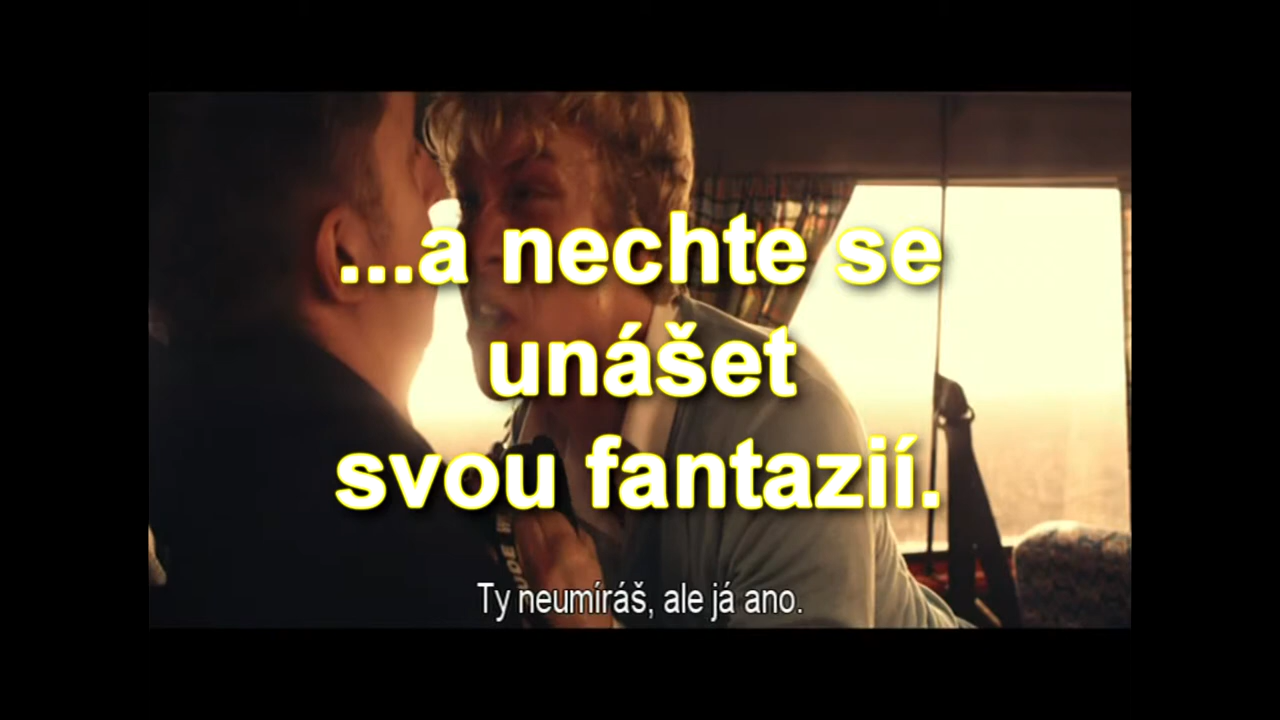 ...a nechte se
unášet
svou fantazií.
Ty neumíráš, ale já ano.